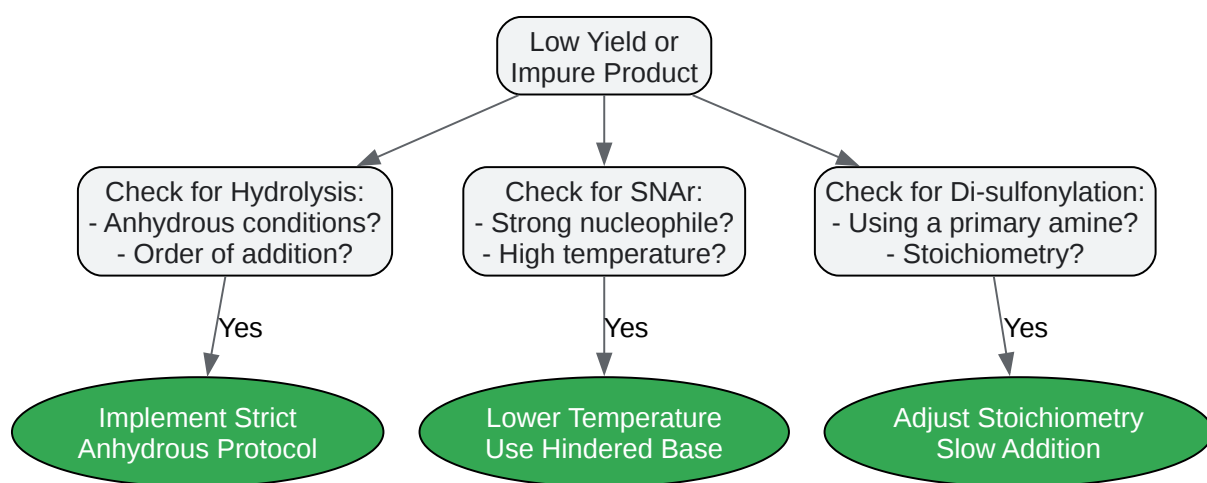 Low Yield or
Impure Product
Check for Hydrolysis:
- Anhydrous conditions?
- Order of addition?
Check for SNAr:
- Strong nucleophile?
- High temperature?
Check for Di-sulfonylation:
- Using a primary amine?
- Stoichiometry?
Yes
Yes
Yes
Implement Strict
Anhydrous Protocol
Lower Temperature
Use Hindered Base
Adjust Stoichiometry
Slow Addition